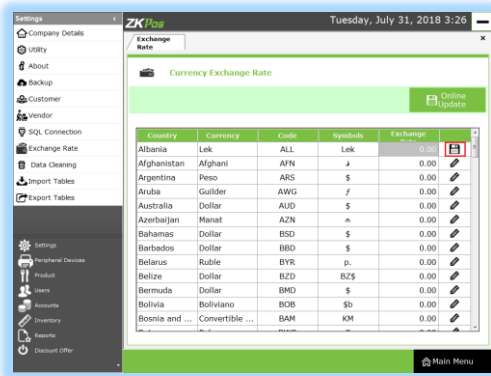 Settings
Company Details
Utility
About
Backup
Customer
Vendor
SQL Connection
Exchange Rate
Data Cleaning
Import Tables
Export Tables
Settings
Peripheral Devices
Product
Users
Accounts
Inventory
Reports
Discount Offer
ZKPos Tuesday, July 31, 2018 3:26
Exchange
Rate
x
Currency Exchange Rate
Online
Update
Country Currency Code Symbols Exchange
Albania Lek ALL Lek 0.00
Afghanistan Afghani AFN 0.00
Argentina Peso ARS $ 0.00
Aruba Guilder AWG ƒ 0.00
Australia Dollar AUD $ 0.00
Azerbaijan Manat AZN 0.00
Bahamas Dollar BSD $ 0.00
Barbados Dollar BBD $ 0.00
Belarus Ruble BYR p. 0.00
Belize Dollar BZD BZ$ 0.00
Bermuda Dollar BMD $ 0.00
Bolivia Boliviano BOB $b 0.00
Bosnia and ... Convertible ... BAM KM 0.00
Main Menu